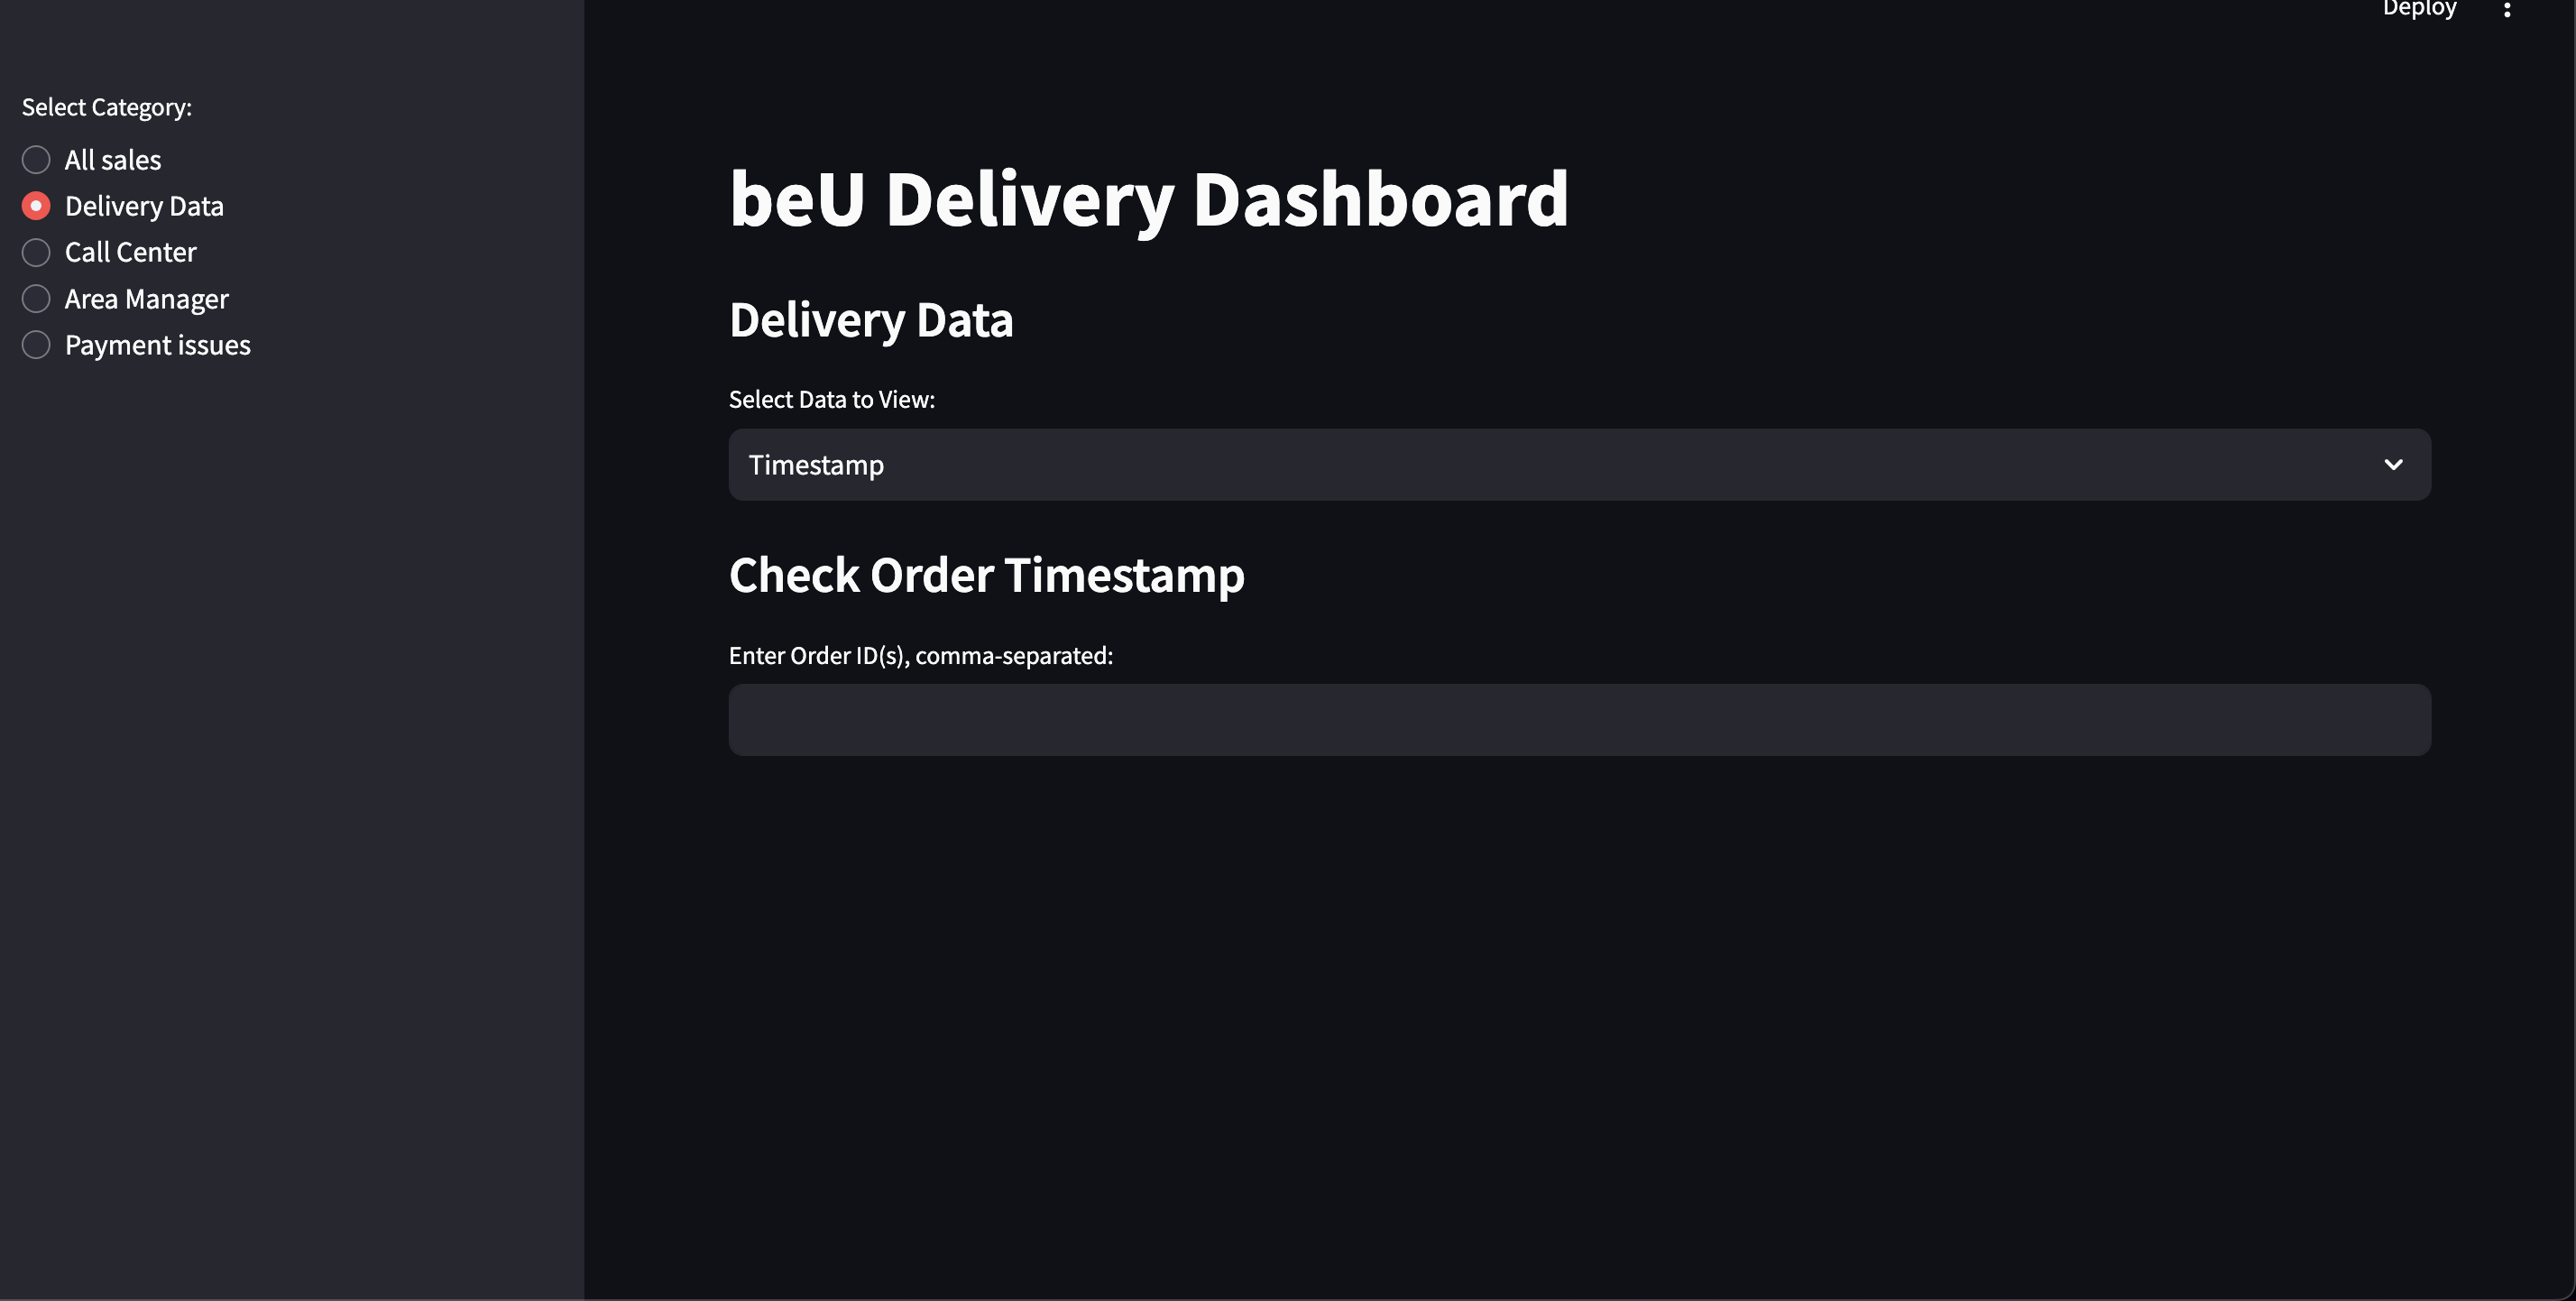 Deploy
Select Category:
All sales
Delivery Data
Call Center
Area Manager
Payment issues
beU Delivery Dashboard
Delivery Data
Select Data to View:
Timestamp
Check Order Timestamp
Enter Order ID(s), comma-separated: